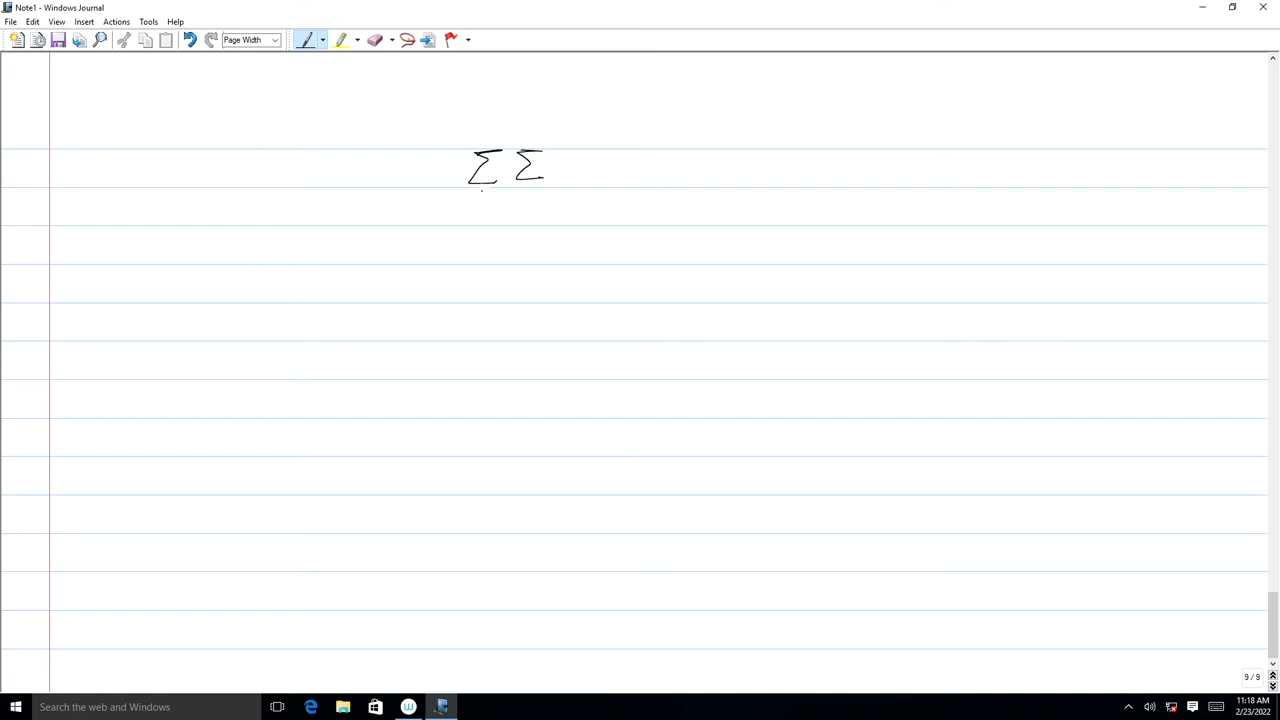 Note1 - Windows Journal
File Edit View Insert Actions Tools Help
Page Width
Σ Σ
9 / 9
Search the web and Windows
11:18 AM
2/23/2022